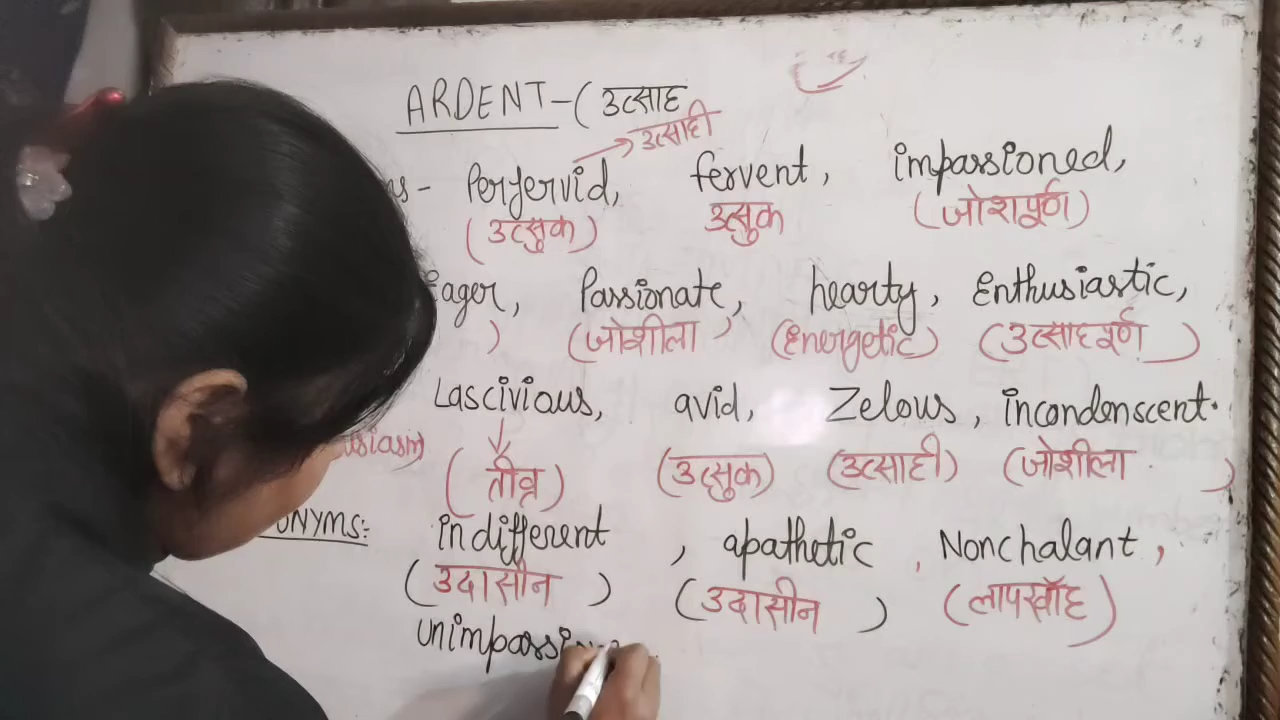 ARDENT-(उत्साह
उत्साही
Perfervid, fervent, impassioned,
(उत्सुक) उत्सुक (जोशपूर्ण)
Eager, Passionate, hearty, Enthusiastic,
) (जोशीला) (Energetic) (उत्साहपूर्ण)
Lascivious, avid, Zelous, incondenscent.
usiasm) (तीव्र) (उत्सुक) (उत्साही) (जोशीला)
ONYMS:- indifferent, apathetic, Nonchalant,
(उदासीन) (उदासीन) (लापरवाॅह)
unimpassi